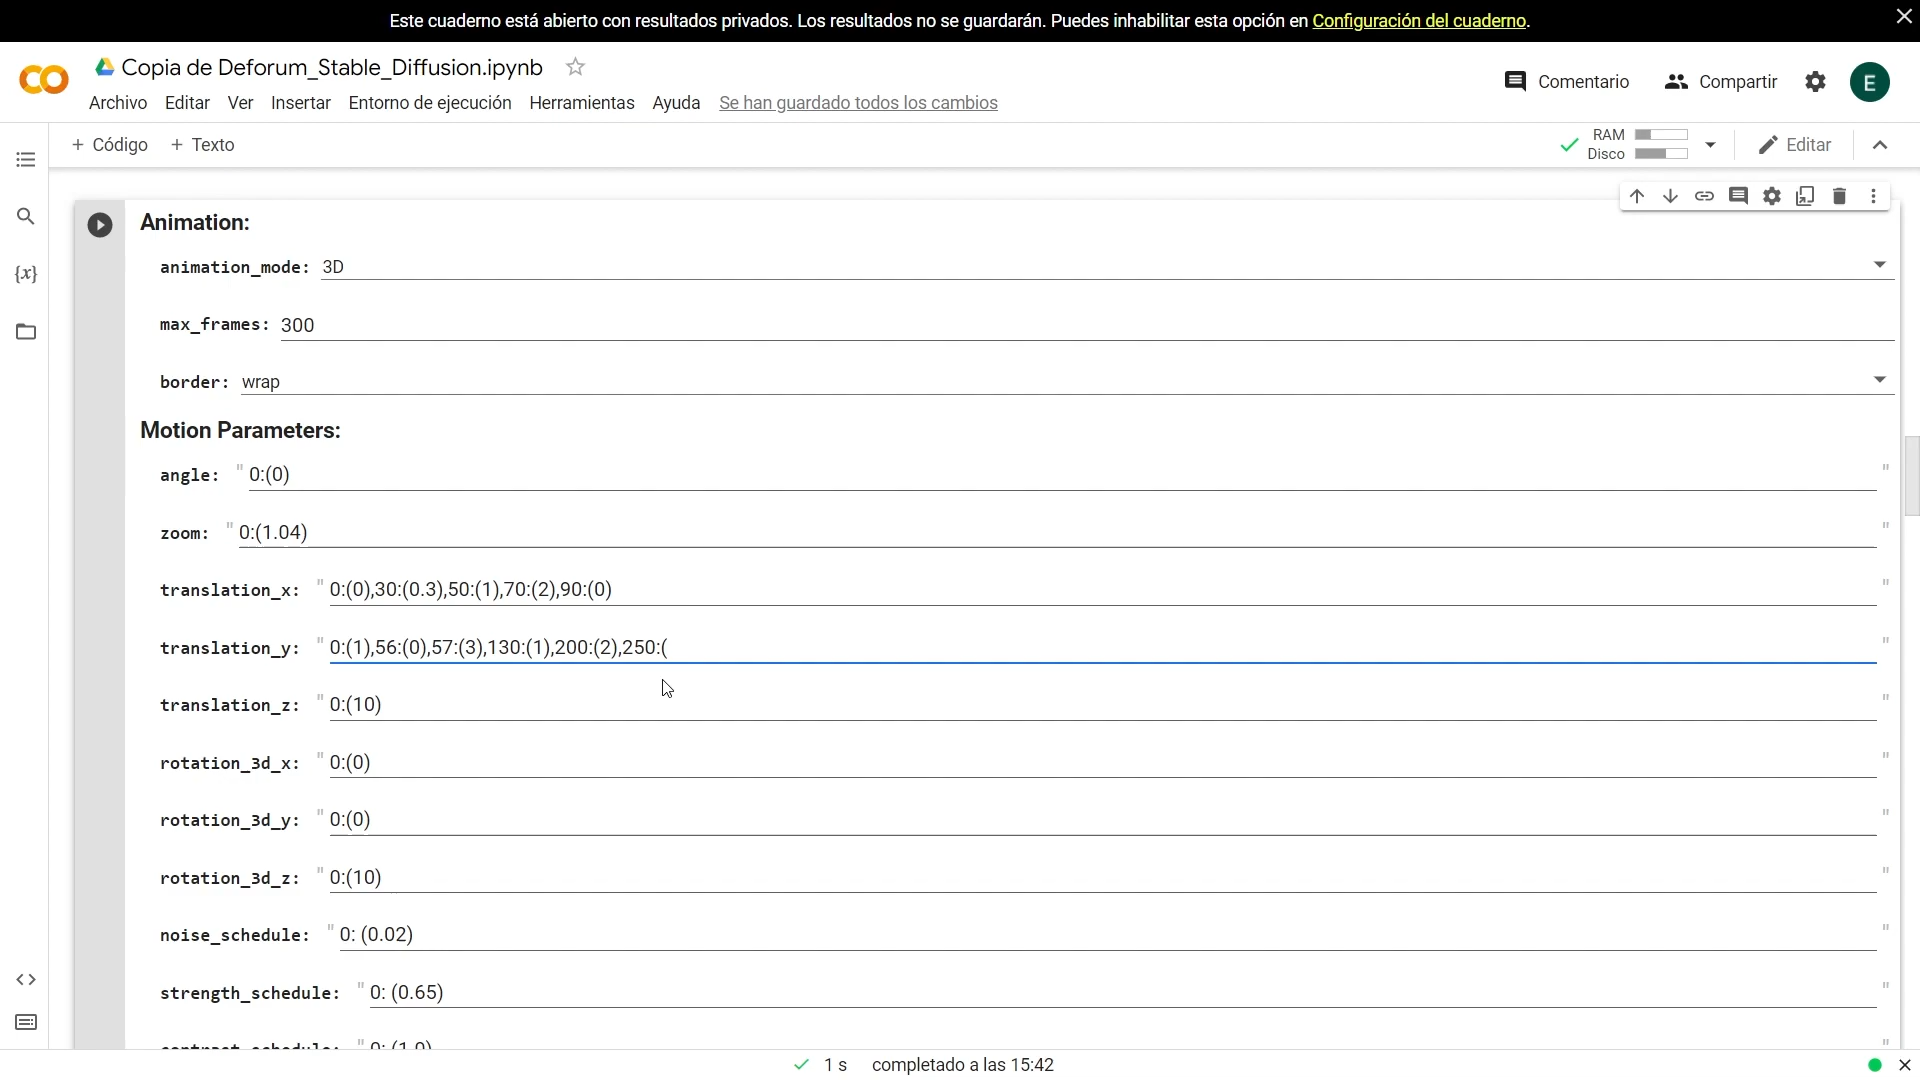 Este cuaderno está abierto con resultados privados. Los resultados no se guardarán. Puedes inhabilitar esta opción en Configuración del cuaderno.
Copia de Deforum_Stable_Diffusion.ipynb
Comentario
Compartir
E
Archivo Editar Ver Insertar Entorno de ejecución Herramientas Ayuda Se han guardado todos los cambios
+ Código + Texto
RAM
Disco
Editar
Animation:
animation_mode: 3D
max_frames: 300
border: wrap
Motion Parameters:
angle: "0:(0)"
zoom: "0:(1.04)"
translation_x: "0:(0),30:(0.3),50:(1),70:(2),90:(0)"
translation_y: "0:(1),56:(0),57:(3),130:(1),200:(2),250:("
translation_z: "0:(10)"
rotation_3d_x: "0:(0)"
rotation_3d_y: "0:(0)"
rotation_3d_z: "0:(10)"
noise_schedule: "0: (0.02)"
strength_schedule: "0: (0.65)"
contrast_schedule: "0: (1.0)"
1 s completado a las 15:42